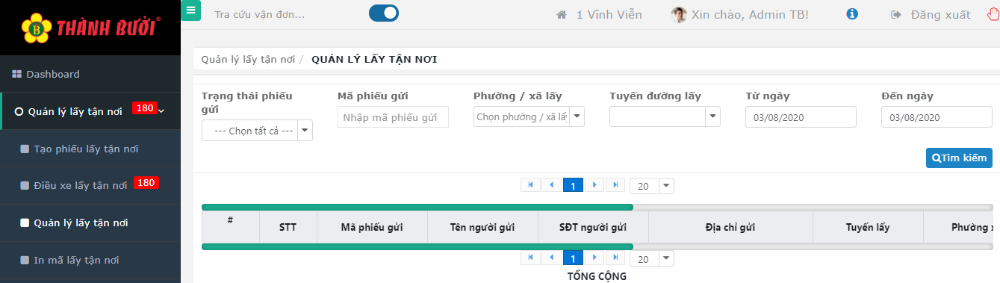 THÀNH BƯỞI®
B
Tra cứu vận đơn...
1 Vĩnh Viễn
Xin chào, Admin TB!
Đăng xuất
Dashboard
Quản lý lấy tận nơi
180
Tạo phiếu lấy tận nơi
Điều xe lấy tận nơi
180
Quản lý lấy tận nơi
In mã lấy tận nơi
Quản lý lấy tận nơi / QUẢN LÝ LẤY TẬN NƠI
Trạng thái phiếu
gửi
--- Chọn tất cả ---
Mã phiếu gửi
Nhập mã phiếu gửi
Phường / xã lấy
Chọn phường / xã lấy
Tuyến đường lấy
Từ ngày
03/08/2020
Đến ngày
03/08/2020
Tìm kiếm
1
20
# STT Mã phiếu gửi Tên người gửi SĐT người gửi Địa chỉ gửi Tuyến lấy Phường
1
20
TỔNG CỘNG